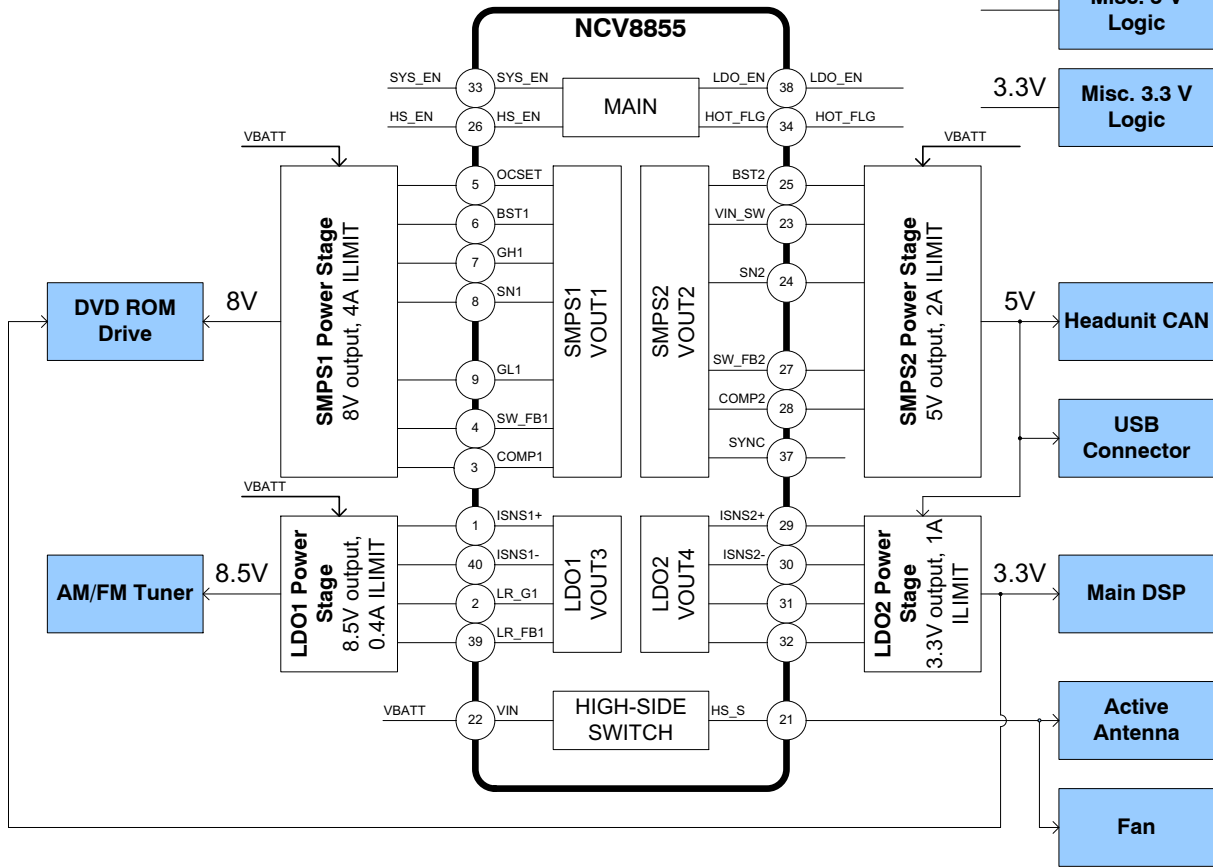 NCV8855
Misc. 5 V
Logic
3.3V
Misc. 3.3 V
Logic
SYS_EN
33
SYS_EN
HS_EN
26
HS_EN
MAIN
LDO_EN
38
LDO_EN
HOT_FLG
34
HOT_FLG
VBATT
SMPS1 Power Stage
8V output, 4A ILIMIT
5
OCSET
6
BST1
7
GH1
8
SN1
9
GL1
4
SW_FB1
3
COMP1
SMPS1
VOUT1
SMPS2
VOUT2
BST2
25
VIN_SW
23
SN2
24
SW_FB2
27
COMP2
28
SYNC
37
VBATT
SMPS2 Power Stage
5V output, 2A ILIMIT
DVD ROM
Drive
8V
5V
Headunit CAN
USB
Connector
VBATT
LDO1 Power
Stage
8.5V output,
0.4A ILIMIT
1
ISNS1+
40
ISNS1-
2
LR_G1
39
LR_FB1
LDO1
VOUT3
LDO2
VOUT4
ISNS2+
29
ISNS2-
30
31
32
LDO2 Power
Stage
3.3V output, 1A
ILIMIT
AM/FM Tuner
8.5V
3.3V
Main DSP
VBATT
22
VIN
HIGH-SIDE
SWITCH
HS_S
21
Active
Antenna
Fan